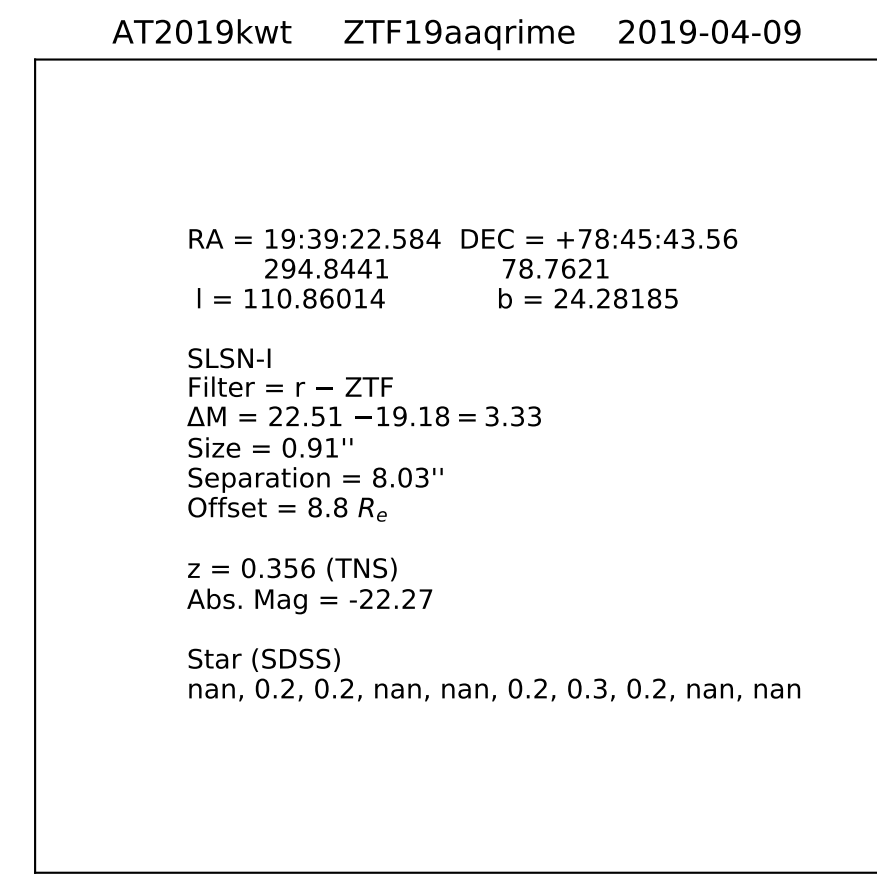 AT2019kwt ZTF19aaqrime 2019-04-09
RA = 19:39:22.584 DEC = +78:45:43.56
294.8441 78.7621
l = 110.86014 b = 24.28185
SLSN-I
Filter = r − ZTF
ΔM = 22.51 −19.18 = 3.33
Size = 0.91''
Separation = 8.03''
Offset = 8.8 Rₑ
z = 0.356 (TNS)
Abs. Mag = -22.27
Star (SDSS)
nan, 0.2, 0.2, nan, nan, 0.2, 0.3, 0.2, nan, nan